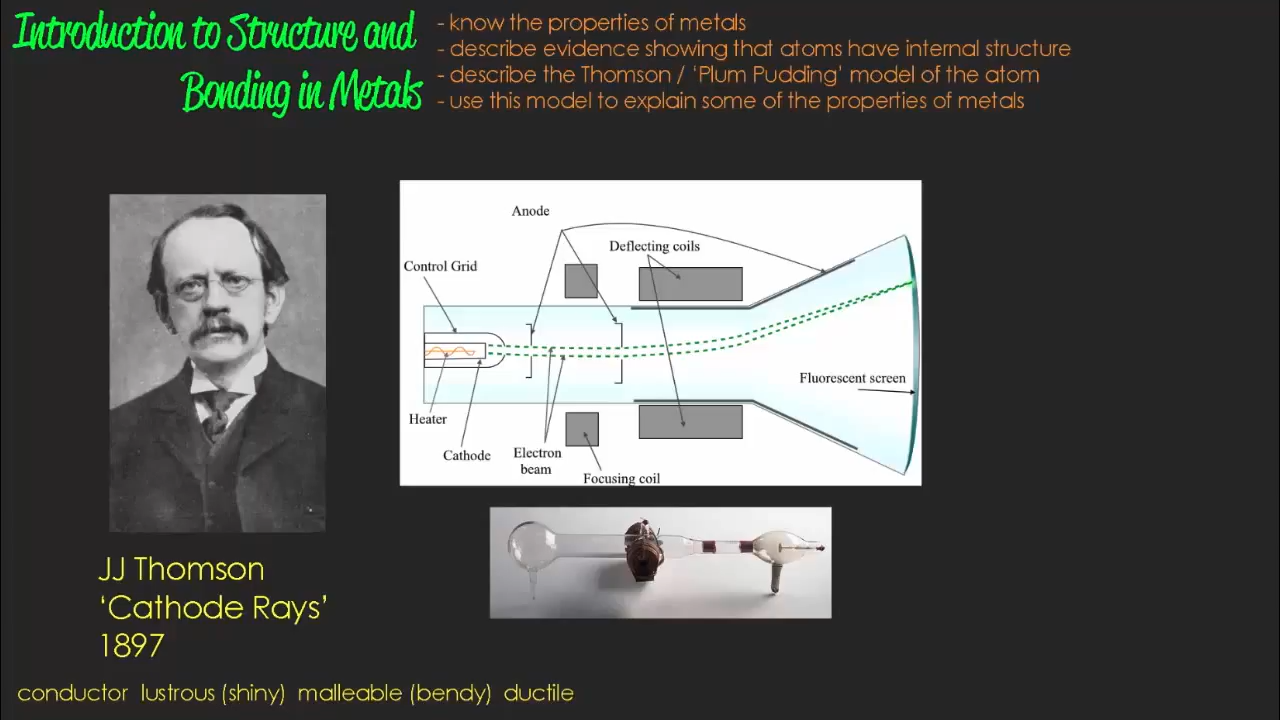 Introduction to Structure and
Bonding in Metals
- know the properties of metals
- describe evidence showing that atoms have internal structure
- describe the Thomson / ‘Plum Pudding’ model of the atom
- use this model to explain some of the properties of metals
Anode
Deflecting coils
Control Grid
Fluorescent screen
Heater
Cathode
Electron
beam
Focusing coil
JJ Thomson
‘Cathode Rays’
1897
conductor lustrous (shiny) malleable (bendy) ductile